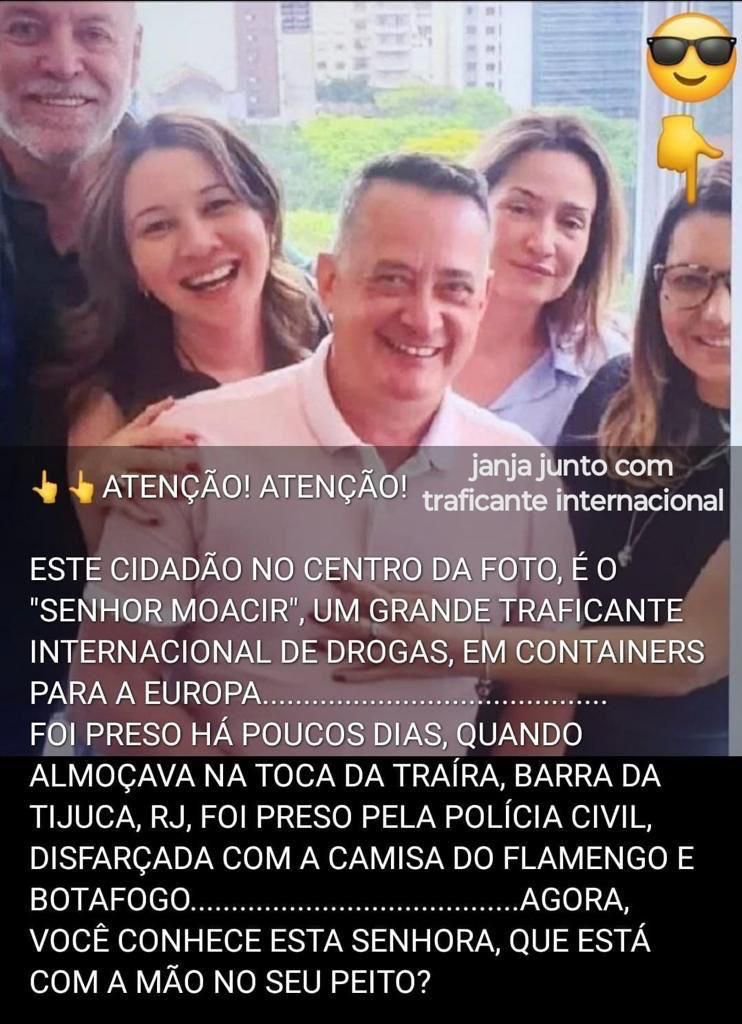 janja junto com
traficante internacional
👆👆ATENÇÃO! ATENÇÃO!
ESTE CIDADÃO NO CENTRO DA FOTO, É O
"SENHOR MOACIR", UM GRANDE TRAFICANTE
INTERNACIONAL DE DROGAS, EM CONTAINERS
PARA A EUROPA..........................................
FOI PRESO HÁ POUCOS DIAS, QUANDO
ALMOÇAVA NA TOCA DA TRAÍRA, BARRA DA
TIJUCA, RJ, FOI PRESO PELA POLÍCIA CIVIL,
DISFARÇADA COM A CAMISA DO FLAMENGO E
BOTAFOGO........................................AGORA,
VOCÊ CONHECE ESTA SENHORA, QUE ESTÁ
COM A MÃO NO SEU PEITO?